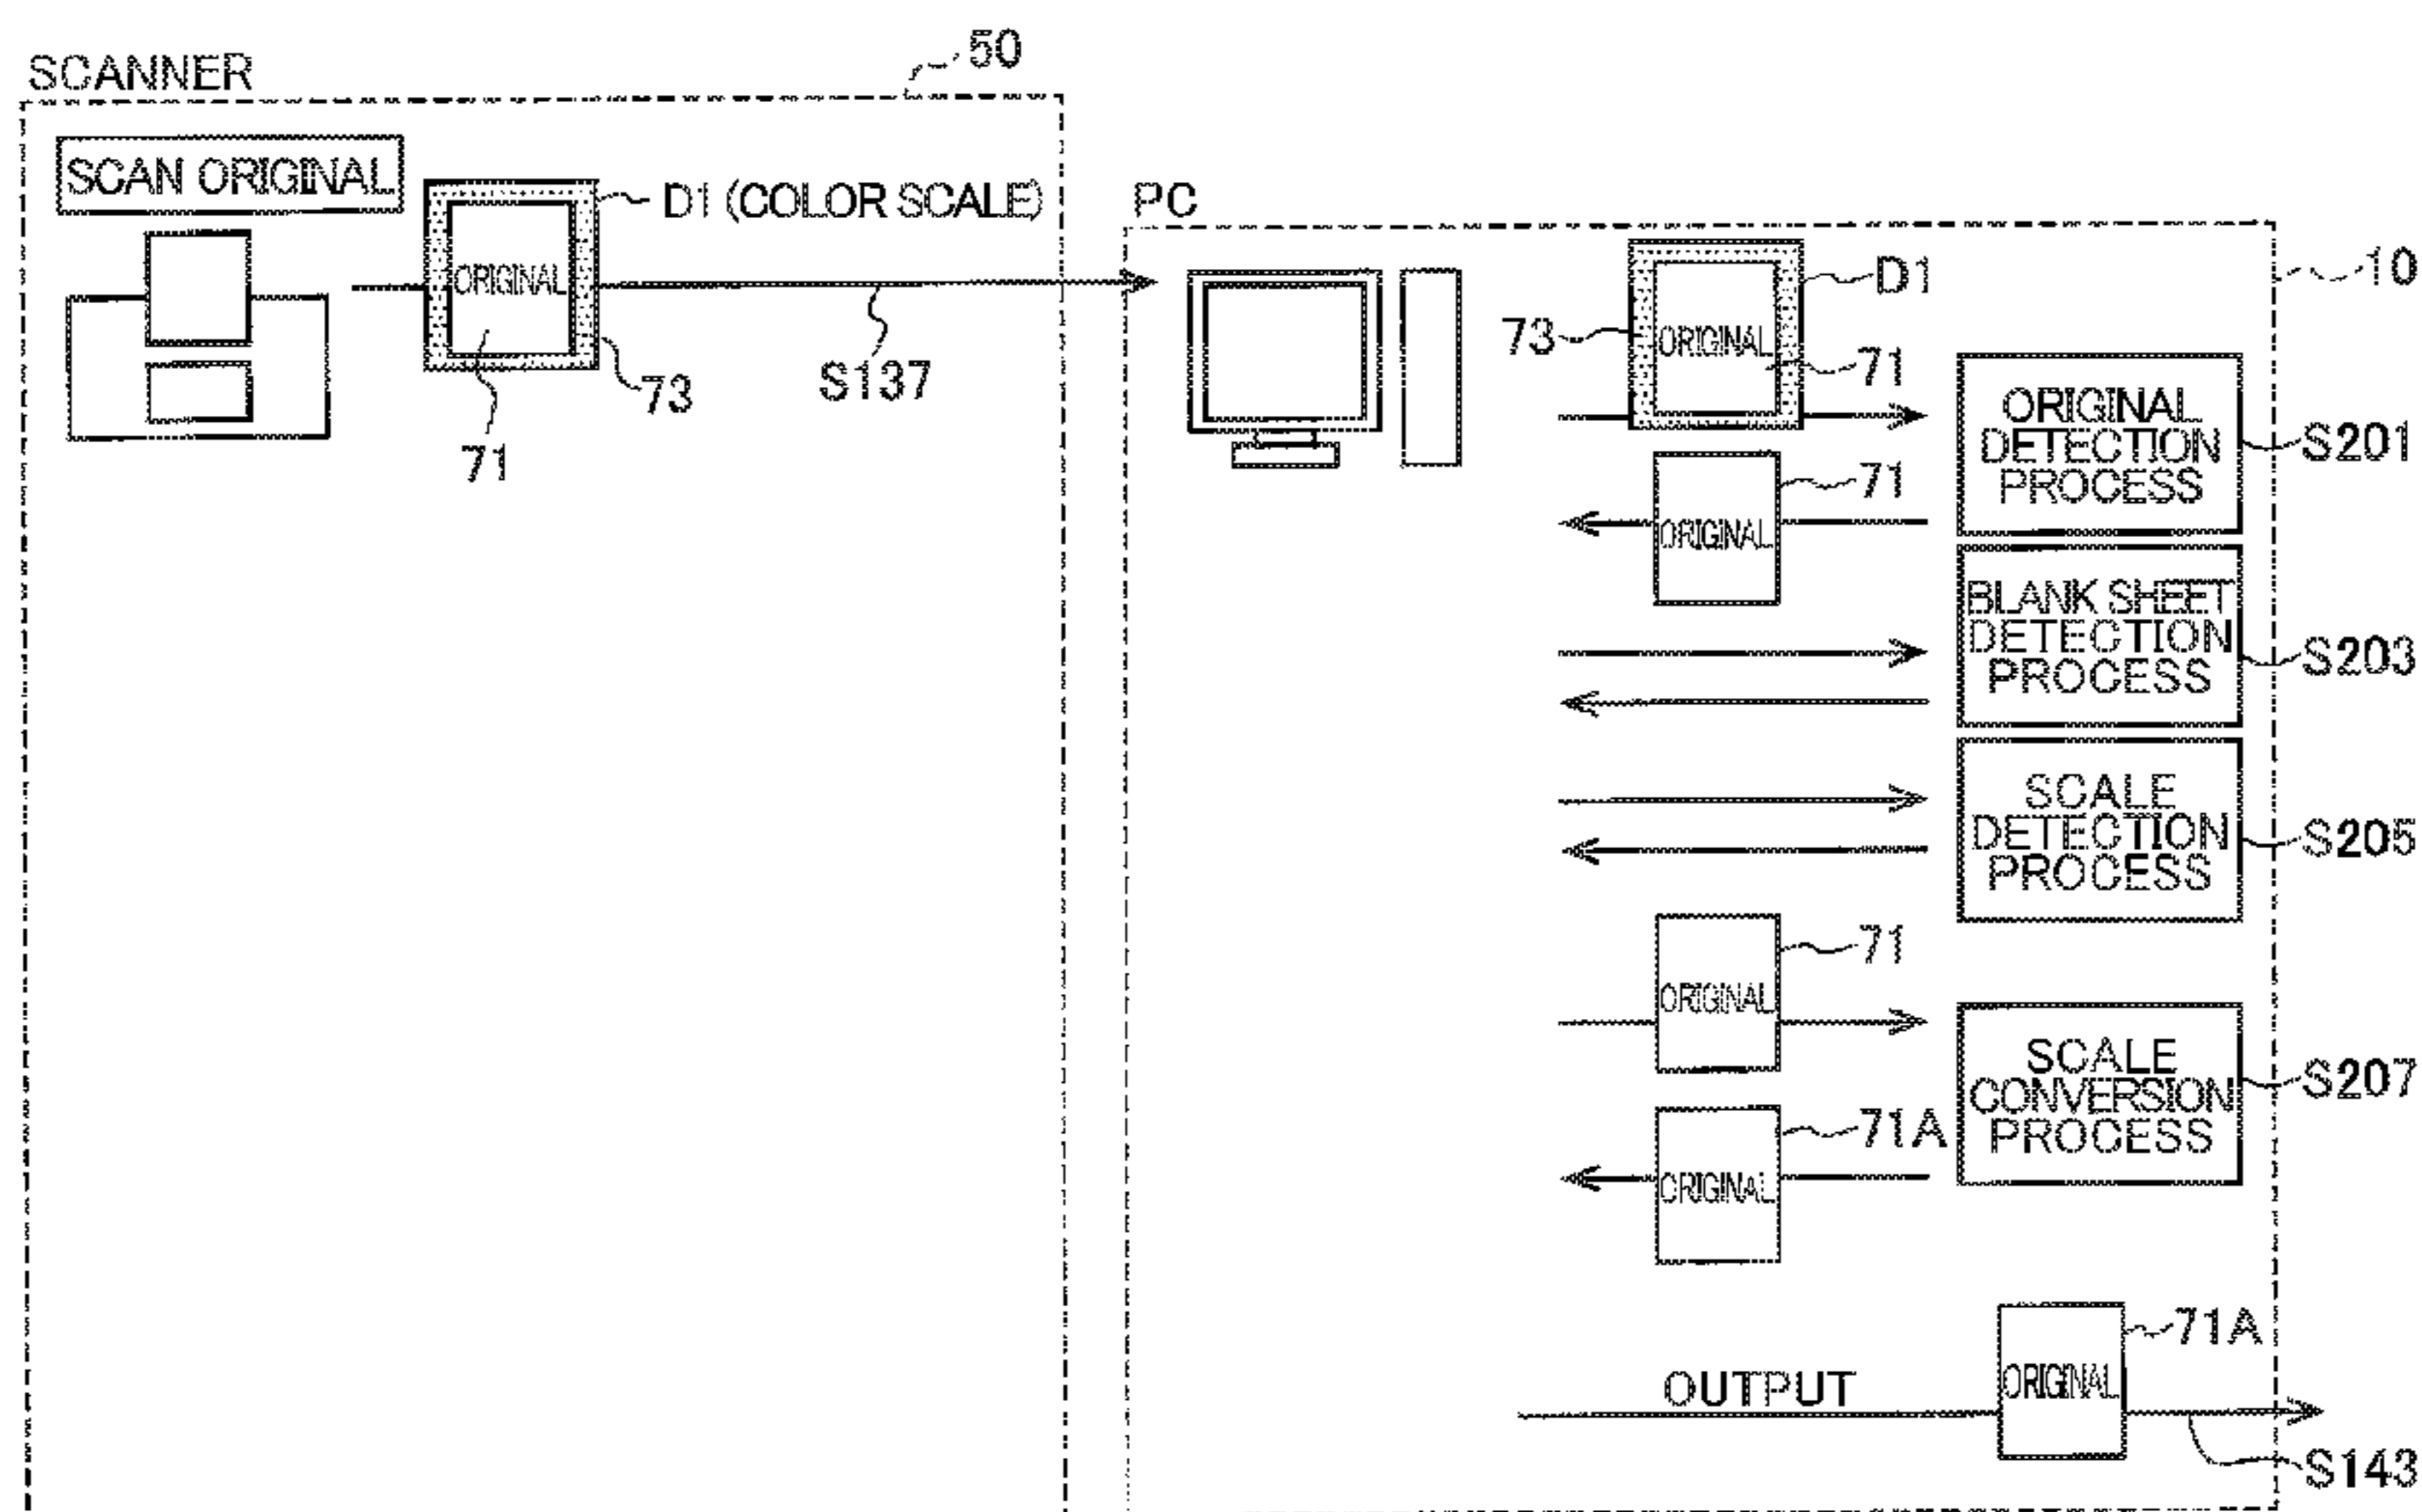 SCANNER
50
SCAN ORIGINAL
D1 (COLOR SCALE)
ORIGINAL
S137
73
71
PC
10
D1
73
ORIGINAL
71
ORIGINAL
DETECTION
PROCESS
S201
71
ORIGINAL
BLANK SHEET
DETECTION
PROCESS
S203
SCALE
DETECTION
PROCESS
S205
71
ORIGINAL
SCALE
CONVERSION
PROCESS
S207
71A
ORIGINAL
71A
OUTPUT
ORIGINAL
S143